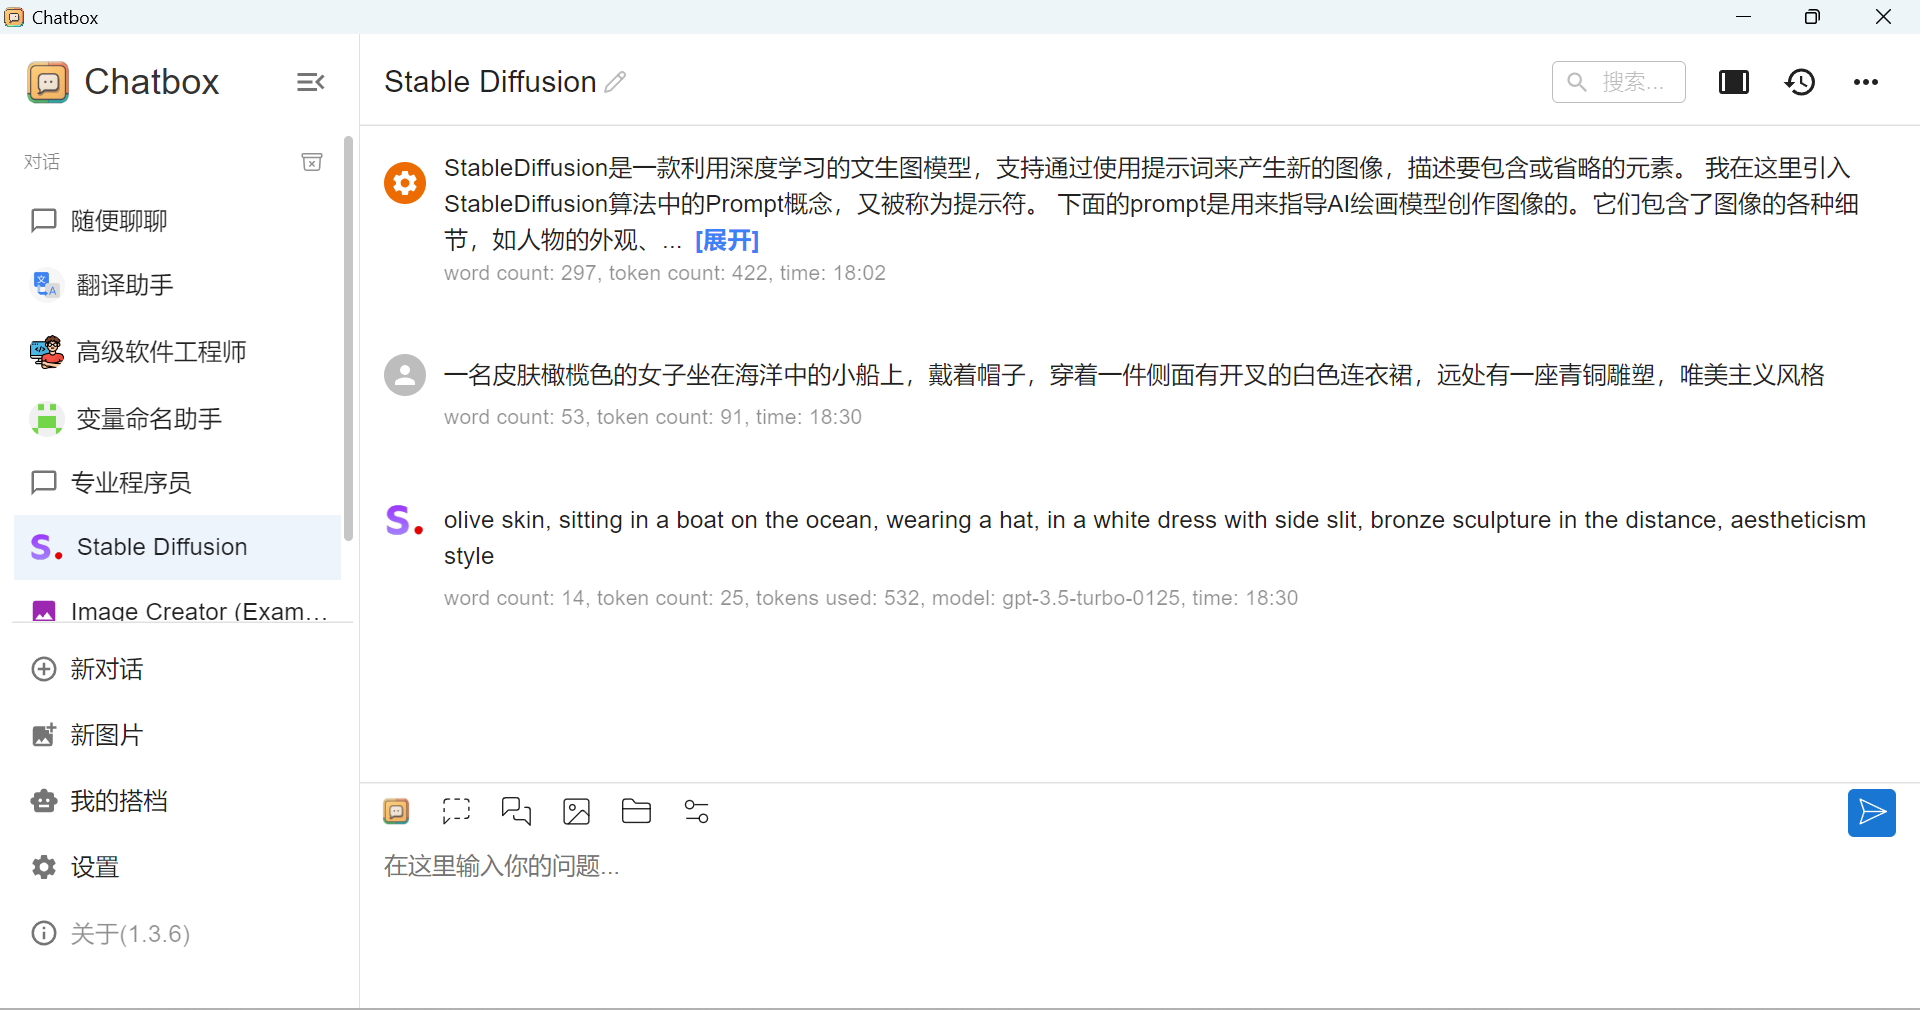 Chatbox
Chatbox
对话
随便聊聊
翻译助手
高级软件工程师
变量命名助手
专业程序员
S. Stable Diffusion
Image Creator (Exam...
新对话
新图片
我的搭档
设置
关于(1.3.6)
Stable Diffusion
搜索...
StableDiffusion是一款利用深度学习的文生图模型，支持通过使用提示词来产生新的图像，描述要包含或省略的元素。 我在这里引入
StableDiffusion算法中的Prompt概念，又被称为提示符。 下面的prompt是用来指导AI绘画模型创作图像的。它们包含了图像的各种细
节，如人物的外观、... [展开]
word count: 297, token count: 422, time: 18:02
一名皮肤橄榄色的女子坐在海洋中的小船上，戴着帽子，穿着一件侧面有开叉的白色连衣裙，远处有一座青铜雕塑，唯美主义风格
word count: 53, token count: 91, time: 18:30
S. olive skin, sitting in a boat on the ocean, wearing a hat, in a white dress with side slit, bronze sculpture in the distance, aestheticism
style
word count: 14, token count: 25, tokens used: 532, model: gpt-3.5-turbo-0125, time: 18:30
在这里输入你的问题...